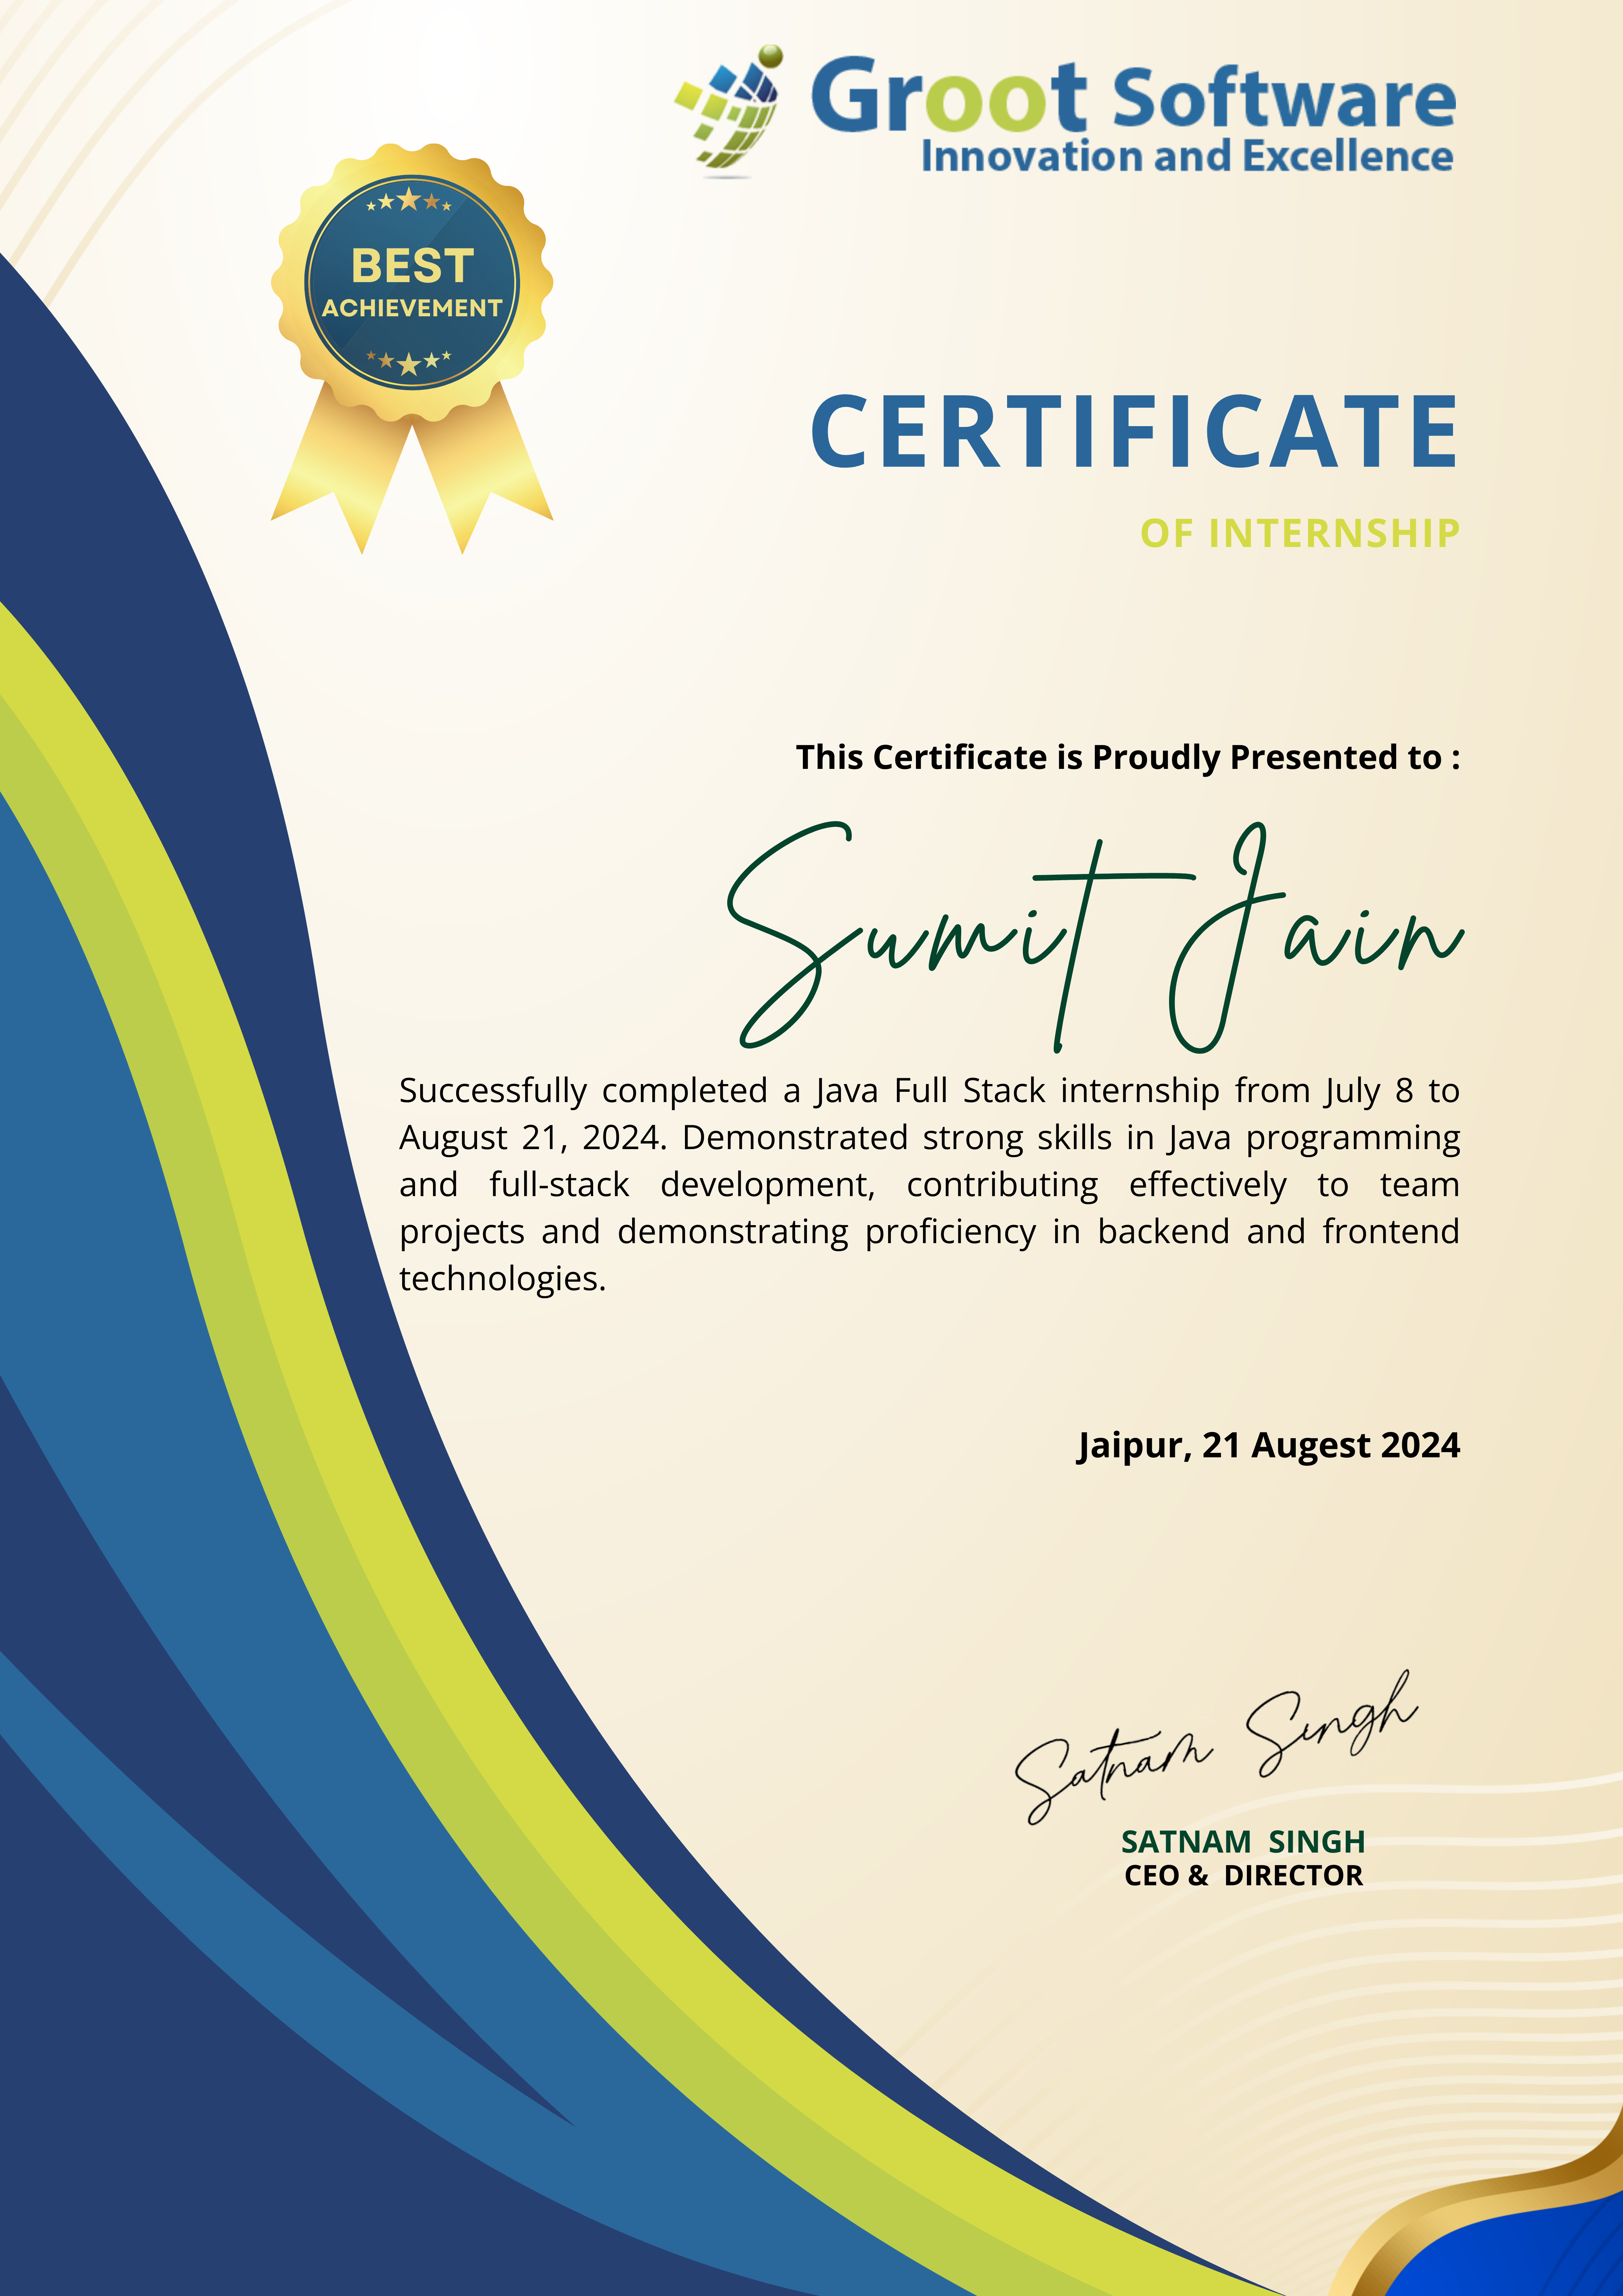 Groot Software
Innovation and Excellence
BEST
ACHIEVEMENT
CERTIFICATE
OF INTERNSHIP
This Certificate is Proudly Presented to :
Sumit Jain
Successfully completed a Java Full Stack internship from July 8 to
August 21, 2024. Demonstrated strong skills in Java programming
and full-stack development, contributing effectively to team
projects and demonstrating proficiency in backend and frontend
technologies.
Jaipur, 21 Augest 2024
Satnam Singh
SATNAM SINGH
CEO & DIRECTOR